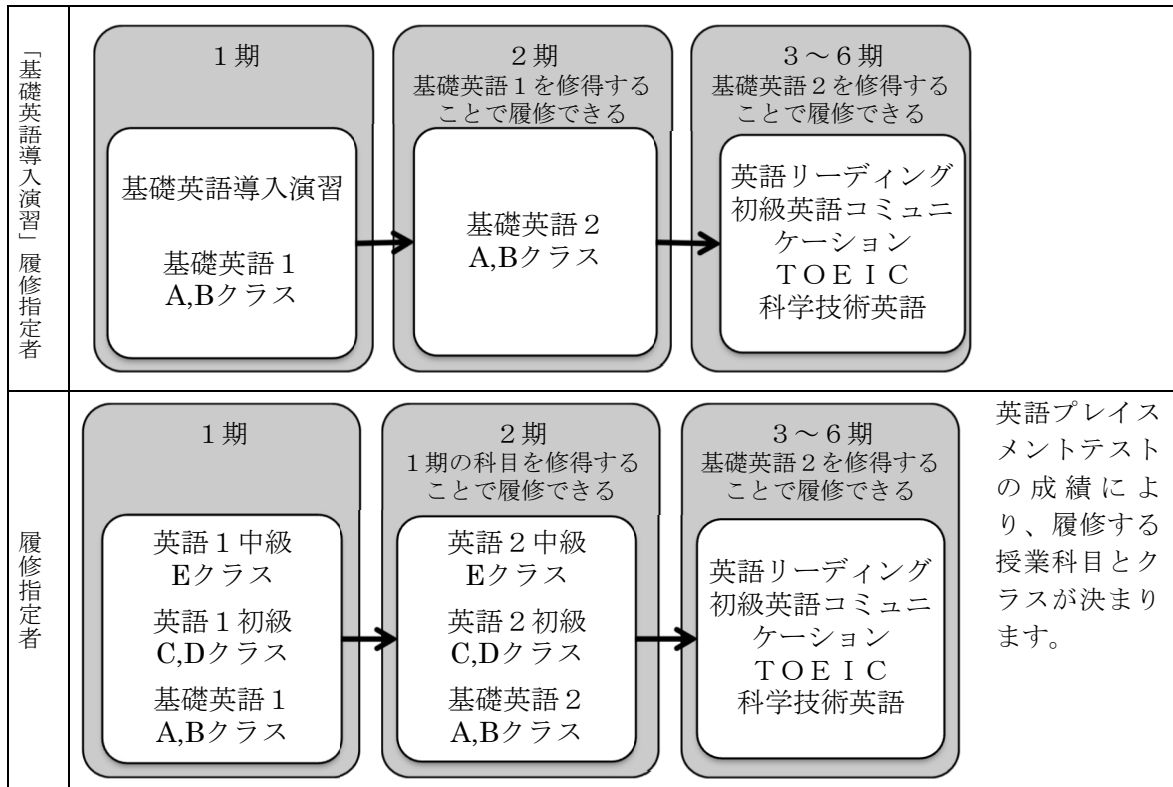 「基礎英語導入演習」履修指定者
１期
基礎英語導入演習
基礎英語１
A,Bクラス
２期
基礎英語１を修得する
ことで履修できる
基礎英語２
A,Bクラス
３～６期
基礎英語２を修得する
ことで履修できる
英語リーディング
初級英語コミュニ
ケーション
ＴＯＥＩＣ
科学技術英語
履修指定者
１期
英語１中級
Eクラス
英語１初級
C,Dクラス
基礎英語１
A,Bクラス
２期
１期の科目を修得する
ことで履修できる
英語２中級
Eクラス
英語２初級
C,Dクラス
基礎英語２
A,Bクラス
３～６期
基礎英語２を修得する
ことで履修できる
英語リーディング
初級英語コミュニ
ケーション
ＴＯＥＩＣ
科学技術英語
英語プレイス
メントテスト
の成績によ
り、履修する
授業科目とク
ラスが決まり
ます。